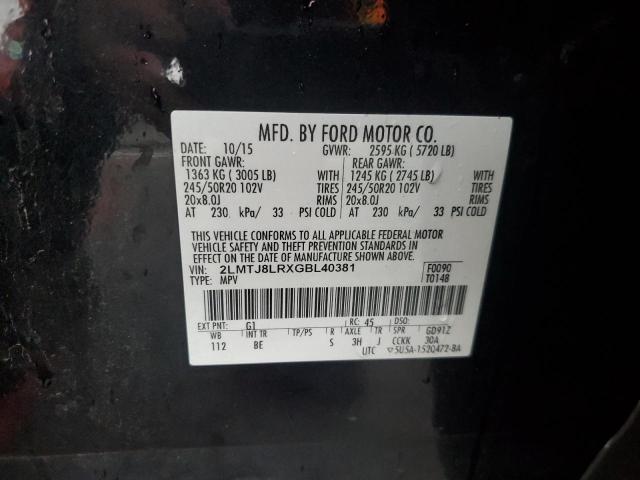 MFD. BY FORD MOTOR CO.
DATE: 10/15 GVWR: 2595 KG ( 5720 LB)
FRONT GAWR: REAR GAWR:
1363 KG ( 3005 LB) WITH 1245 KG ( 2745 LB) WITH
245/50R20 102V TIRES 245/50R20 102V TIRES
20x8.0J RIMS 20x8.0J RIMS
AT 230 kPa/ 33 PSI COLD AT 230 kPa/ 33 PSI COLD
THIS VEHICLE CONFORMS TO ALL APPLICABLE FEDERAL MOTOR
VEHICLE SAFETY, BUMPER, AND THEFT PREVENTION STANDARDS IN
EFFECT ON THE DATE OF MANUFACTURE SHOWN ABOVE.
VIN: 2LMTJ8LRXGBL40381 F0090
TYPE: MPV T0148
EXT PNT: G1 RC: 45 DSO:
WB INT TR TP/PS R AXLE TR SPR GD91Z
112 BE S 3H J CCKK 30A
UTC ▽5U5A-1520472-BA